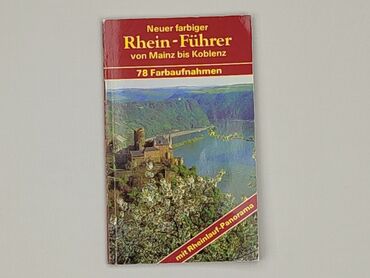 Neuer farbiger
Rhein-Führer
von Mainz bis Koblenz
78 Farbaufnahmen
mit Rheinlauf-Panorama